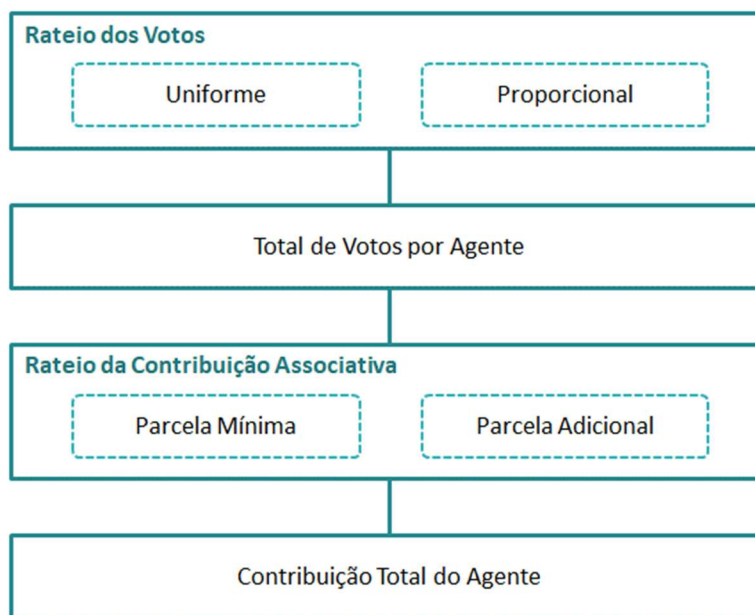 Rateio dos Votos
Uniforme
Proporcional
Total de Votos por Agente
Rateio da Contribuição Associativa
Parcela Mínima
Parcela Adicional
Contribuição Total do Agente